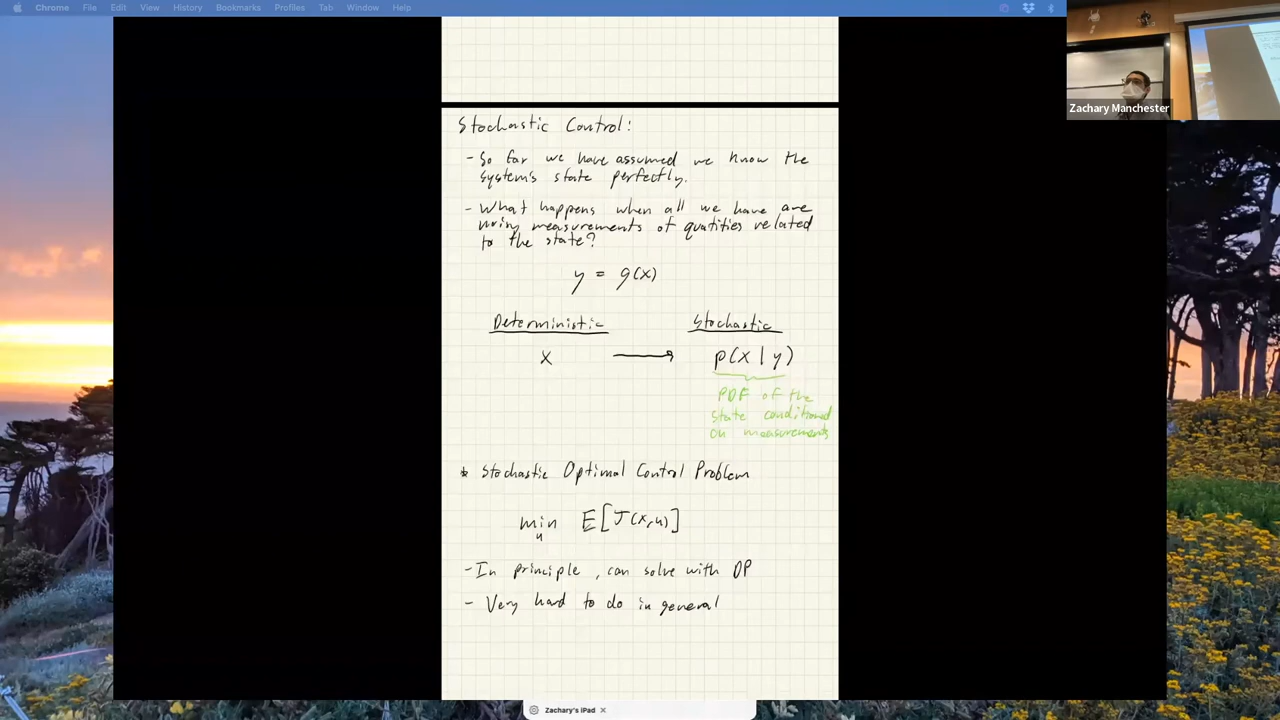 Chrome File Edit View History Bookmarks Profiles Tab Window Help
Zachary Manchester
Stochastic Control:
- So far we have assumed we know the
system's state perfectly.
- What happens when all we have are
noisy measurements of quatities related
to the state?
y = g(x)
Deterministic Stochastic
x → p(x | y)
PDF of the
state conditioned
on measurements
* Stochastic Optimal Control Problem
min E[J(x,u)]
u
- In principle, can solve with DP
- Very hard to do in general
Zachary's iPad ×